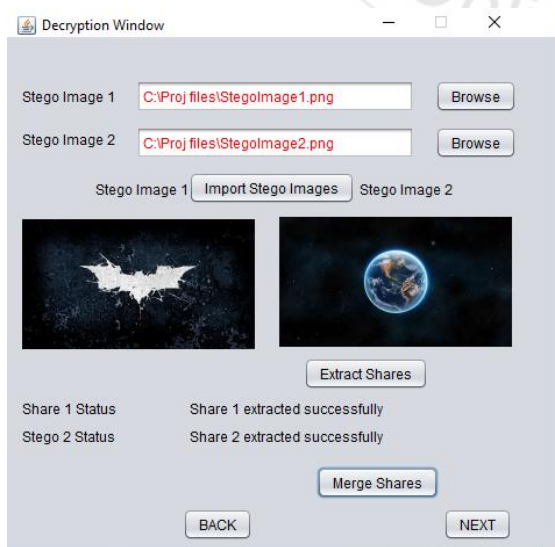 Decryption Window
Stego Image 1 C:\Proj files\StegoImage1.png Browse
Stego Image 2 C:\Proj files\StegoImage2.png Browse
Stego Image 1 Import Stego Images Stego Image 2
Extract Shares
Share 1 Status Share 1 extracted successfully
Stego 2 Status Share 2 extracted successfully
Merge Shares
BACK NEXT